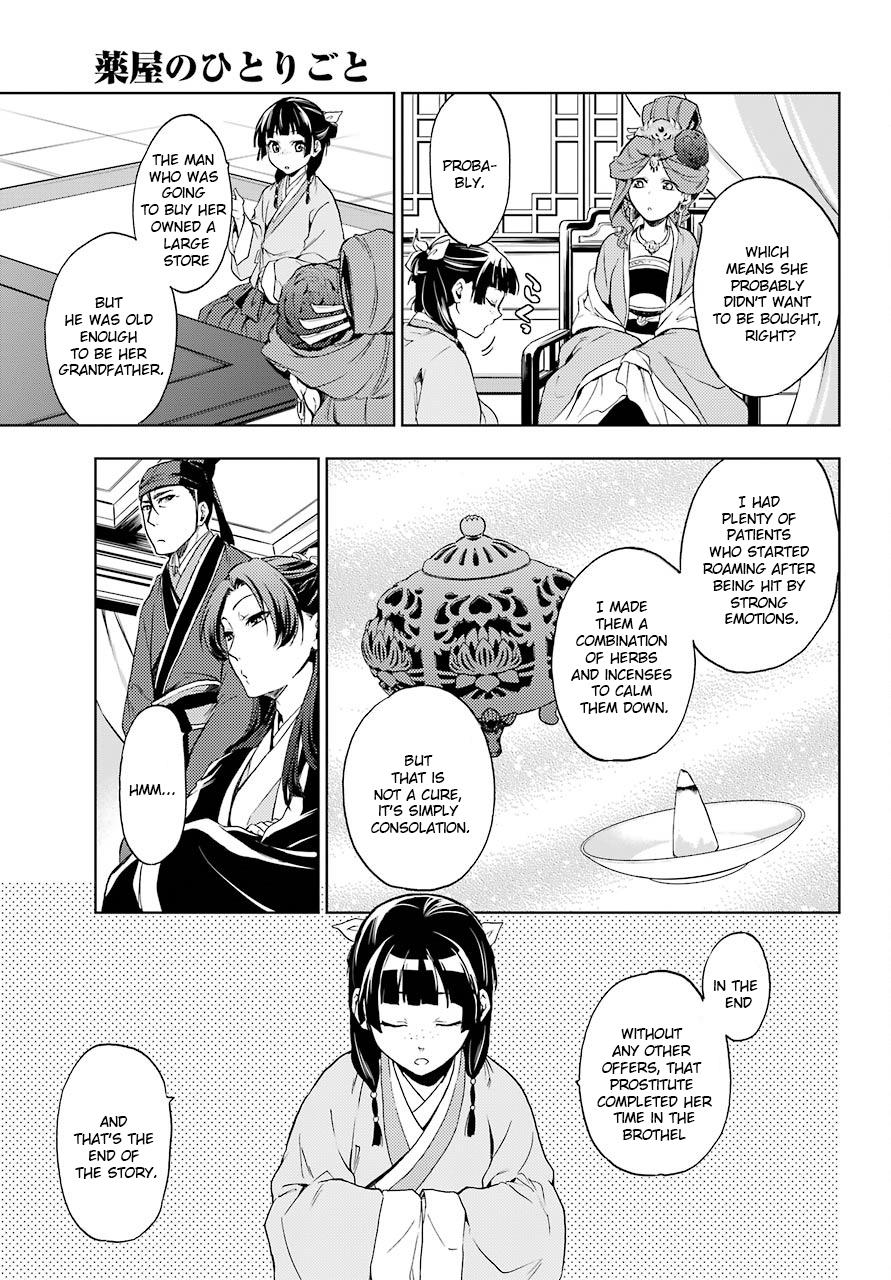 薬屋のひとりごと
WHICH
MEANS SHE
PROBABLY
DIDN'T WANT
TO BE BOUGHT,
RIGHT?
PROBA-
BLY.
THE MAN
WHO WAS
GOING
TO BUY HER
OWNED A
LARGE
STORE
BUT
HE WAS OLD
ENOUGH
TO BE HER
GRANDFATHER.
I HAD
PLENTY OF
PATIENTS
WHO STARTED
ROAMING AFTER
BEING HIT BY
STRONG
EMOTIONS.
I MADE
THEM A
COMBINATION
OF HERBS
AND INCENSES
TO CALM
THEM DOWN.
BUT
THAT IS
NOT A CURE,
IT'S SIMPLY
CONSOLATION.
HMM...
IN THE
END
WITHOUT
ANY OTHER
OFFERS, THAT
PROSTITUTE
COMPLETED HER
TIME IN THE
BROTHEL
AND
THAT'S THE
END OF
THE STORY.